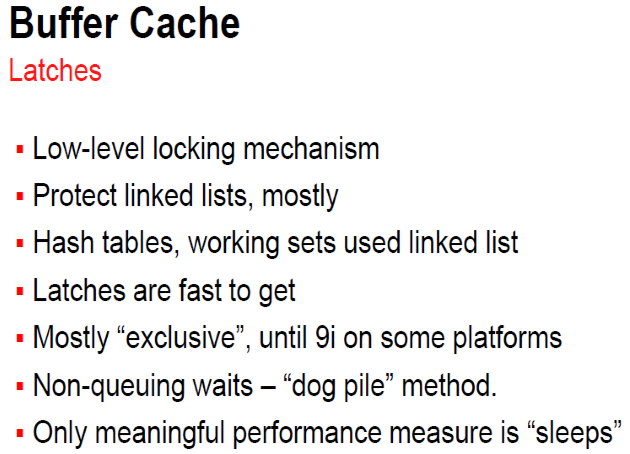 Buffer Cache
Latches
▪ Low-level locking mechanism
▪ Protect linked lists, mostly
▪ Hash tables, working sets used linked list
▪ Latches are fast to get
▪ Mostly “exclusive”, until 9i on some platforms
▪ Non-queuing waits – “dog pile” method.
▪ Only meaningful performance measure is “sleeps”